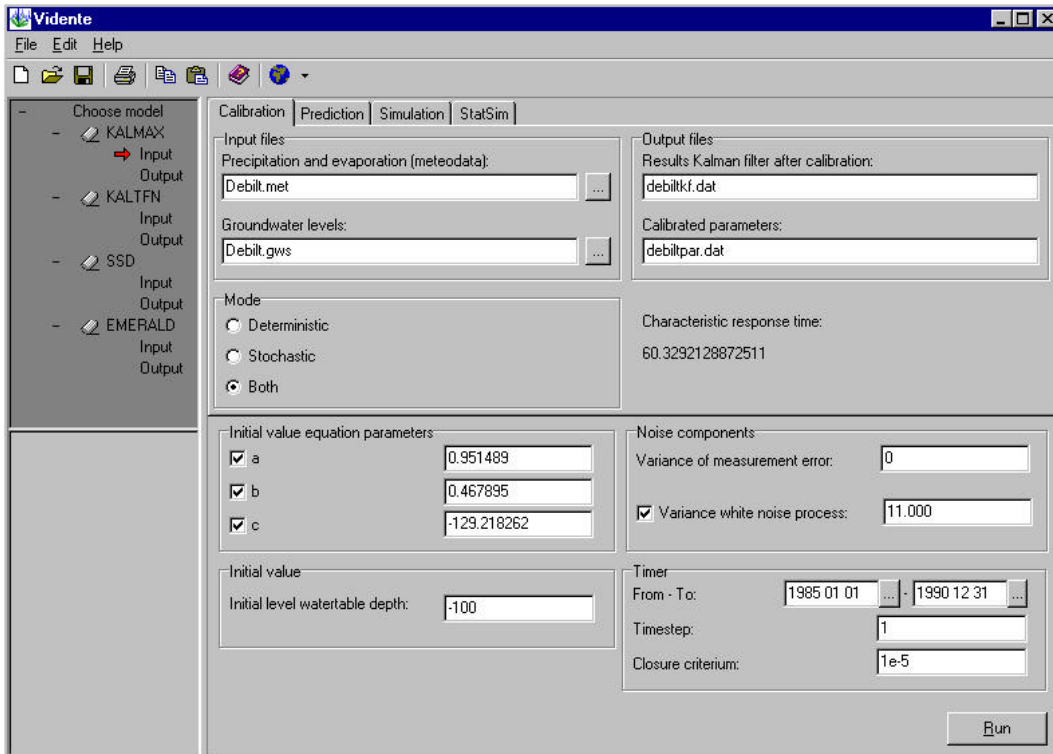 Vidente
File Edit Help
Choose model
KALMAX
Input
Output
KALTFN
Input
Output
SSD
Input
Output
EMERALD
Input
Output
Calibration Prediction Simulation StatSim
Input files
Precipitation and evaporation (meteodata):
Debilt.met ...
Groundwater levels:
Debilt.gws ...
Output files
Results Kalman filter after calibration:
debiltkf.dat
Calibrated parameters:
debiltpar.dat
Mode
Deterministic
Stochastic
Both
Characteristic response time:
60.3292128872511
Initial value equation parameters
a 0.951489
b 0.467895
c -129.218262
Noise components
Variance of measurement error: 0
Variance white noise process: 11.000
Initial value
Initial level watertable depth: -100
Timer
From - To: 1985 01 01 ... - 1990 12 31 ...
Timestep: 1
Closure criterium: 1e-5
Run